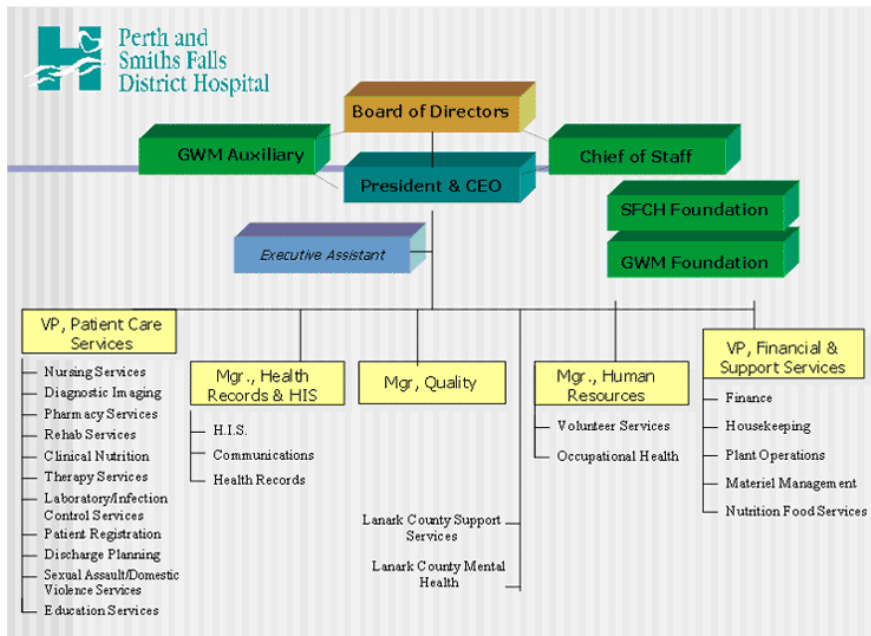 Perth and
Smiths Falls
District Hospital
Board of Directors
GWM Auxiliary
Chief of Staff
President & CEO
SFCH Foundation
Executive Assistant
GWM Foundation
VP, Patient Care
Services
Nursing Services
Diagnostic Imaging
Pharmacy Services
Rehab Services
Clinical Nutrition
Therapy Services
Laboratory/Infection
Control Services
Patient Registration
Discharge Planning
Sexual Assault/Domestic
Violence Services
Education Services
Mgr., Health
Records & HIS
H.I.S.
Communications
Health Records
Mgr, Quality
Lanark County Support
Services
Lanark County Mental
Health
Mgr., Human
Resources
Volunteer Services
Occupational Health
VP, Financial &
Support Services
Finance
Housekeeping
Plant Operations
Materiel Management
Nutrition Food Services